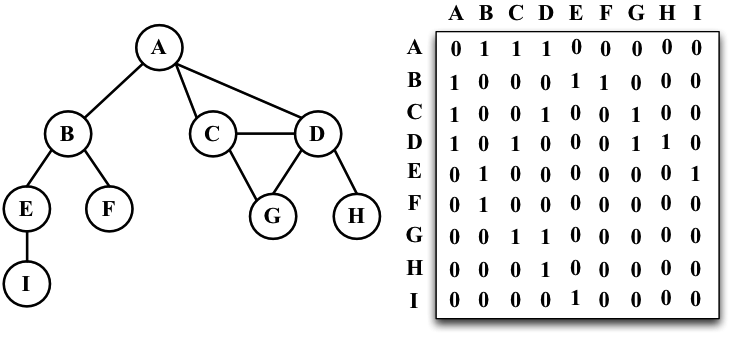 A
B
C
D
E
F
G
H
I
A B C D E F G H I
A 0 1 1 1 0 0 0 0 0
B 1 0 0 0 1 1 0 0 0
C 1 0 0 1 0 0 1 0 0
D 1 0 1 0 0 0 1 1 0
E 0 1 0 0 0 0 0 0 1
F 0 1 0 0 0 0 0 0 0
G 0 0 1 1 0 0 0 0 0
H 0 0 0 1 0 0 0 0 0
I 0 0 0 0 1 0 0 0 0